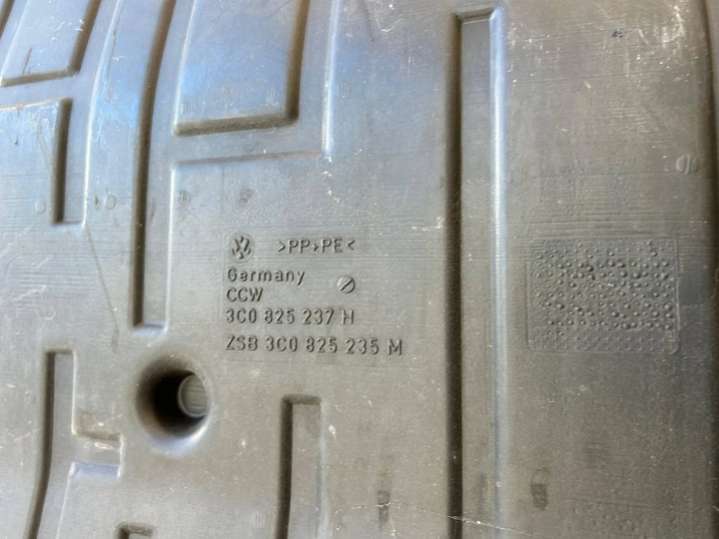 >PP+PE<
Germany
CCW
3C0 825 237 H
ZSB 3C0 825 235 M